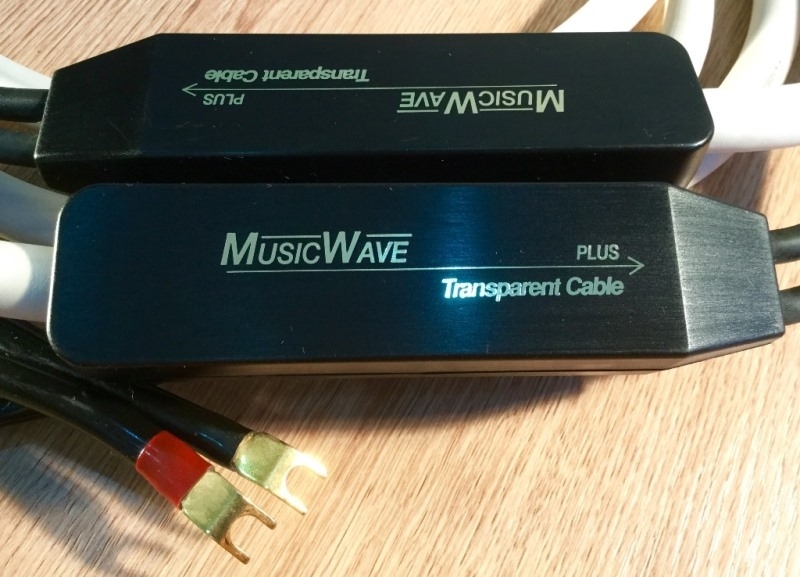 Transparent Cable
PLUS
MUSICWAVE
MUSICWAVE
PLUS
Transparent Cable